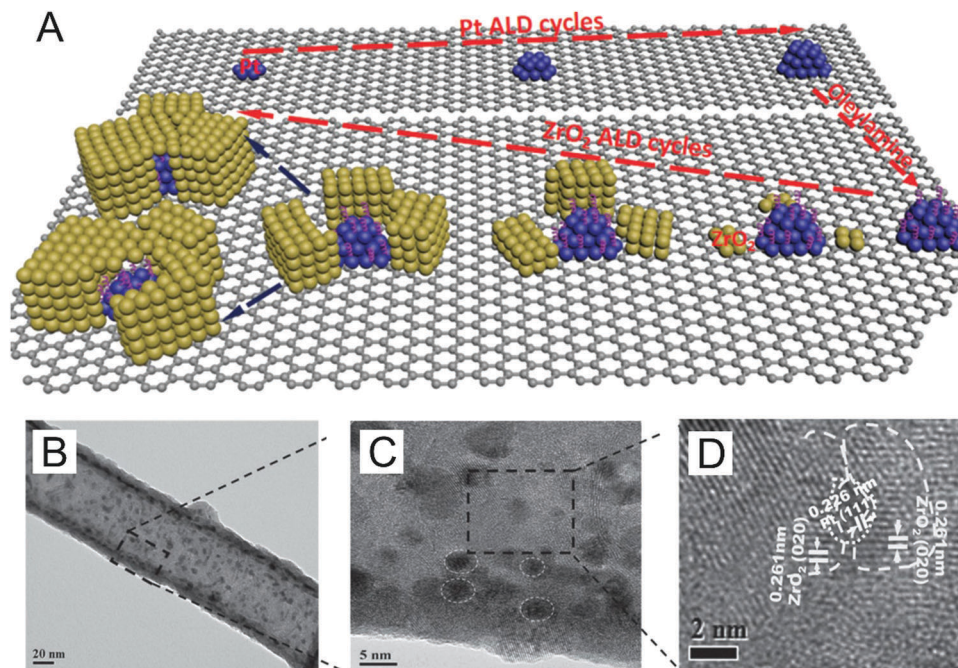 A
Pt ALD cycles
Pt
Oleylamine
ZrO₂ ALD cycles
ZrO₂
B
20 nm
C
5 nm
D
0.226 nm
Pt (111)
0.261nm
ZrO₂ (020)
0.261nm
ZrO₂ (020)
2 nm